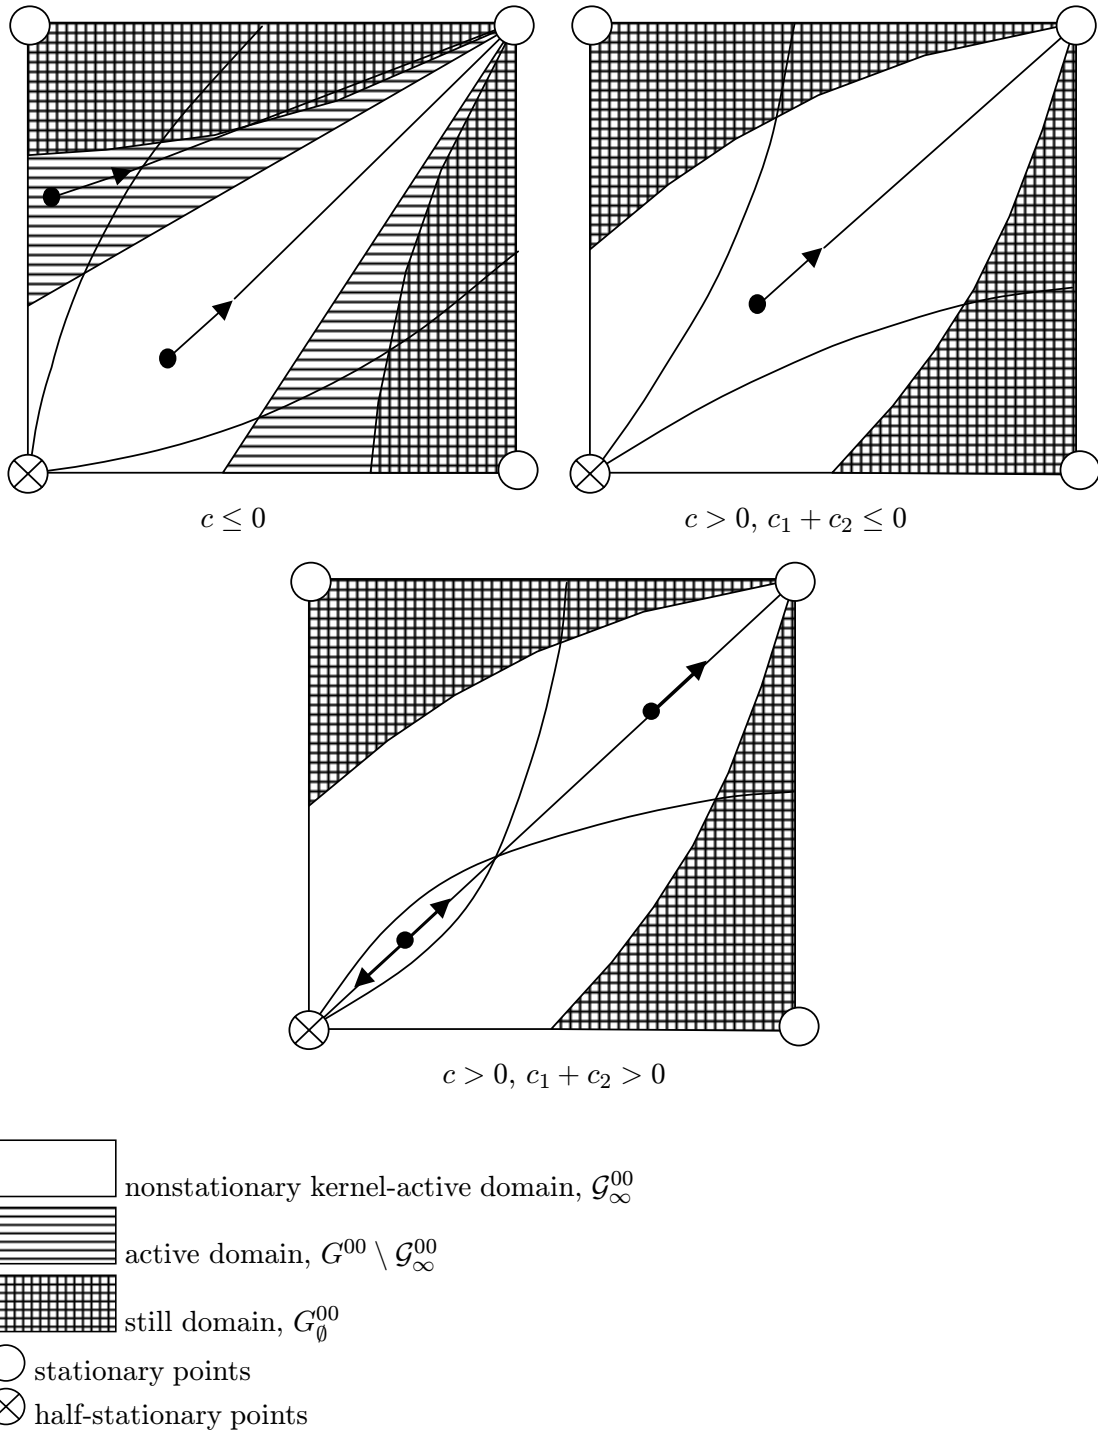 c ≤ 0
c > 0, c₁ + c₂ ≤ 0
c > 0, c₁ + c₂ > 0
nonstationary kernel-active domain, 𝒢^{00}_∞
active domain, G^{00} \ 𝒢^{00}_∞
still domain, G^{00}_∅
stationary points
half-stationary points